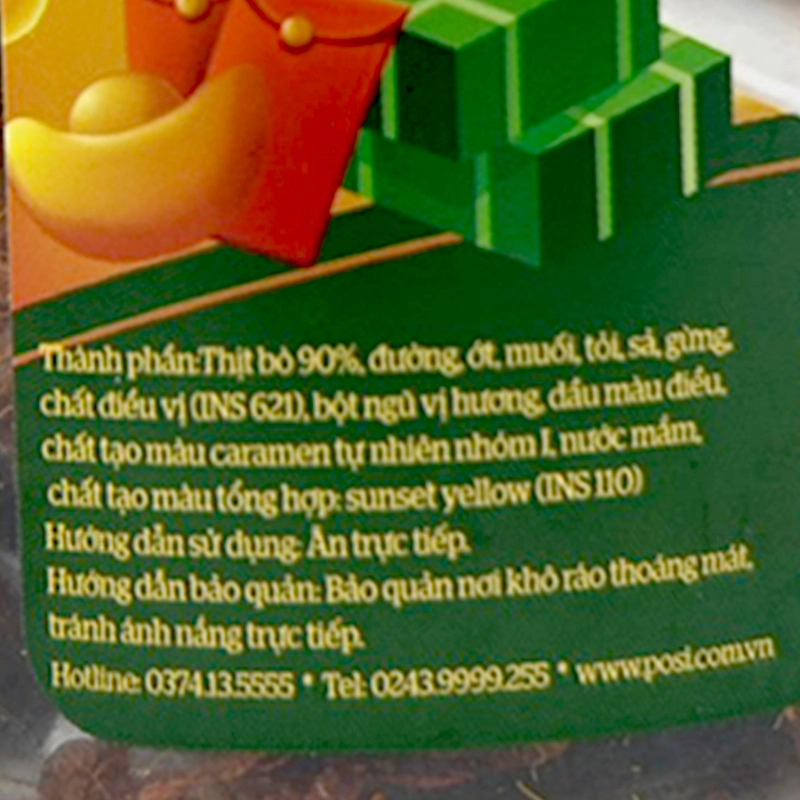 Thành phần:Thịt bò 90%, đường, ớt, muối, tỏi, sả, gừng,
chất điều vị (INS 621), bột ngũ vị hương, dầu màu điều,
chất tạo màu caramen tự nhiên nhóm I, nước mắm,
chất tạo màu tổng hợp: sunset yellow (INS 110)
Hướng dẫn sử dụng: Ăn trực tiếp.
Hướng dẫn bảo quản: Bảo quản nơi khô ráo thoáng mát,
tránh ánh nắng trực tiếp.
Hotline: 0374.13.5555 * Tel: 0243.9999.255 * www.posi.com.vn